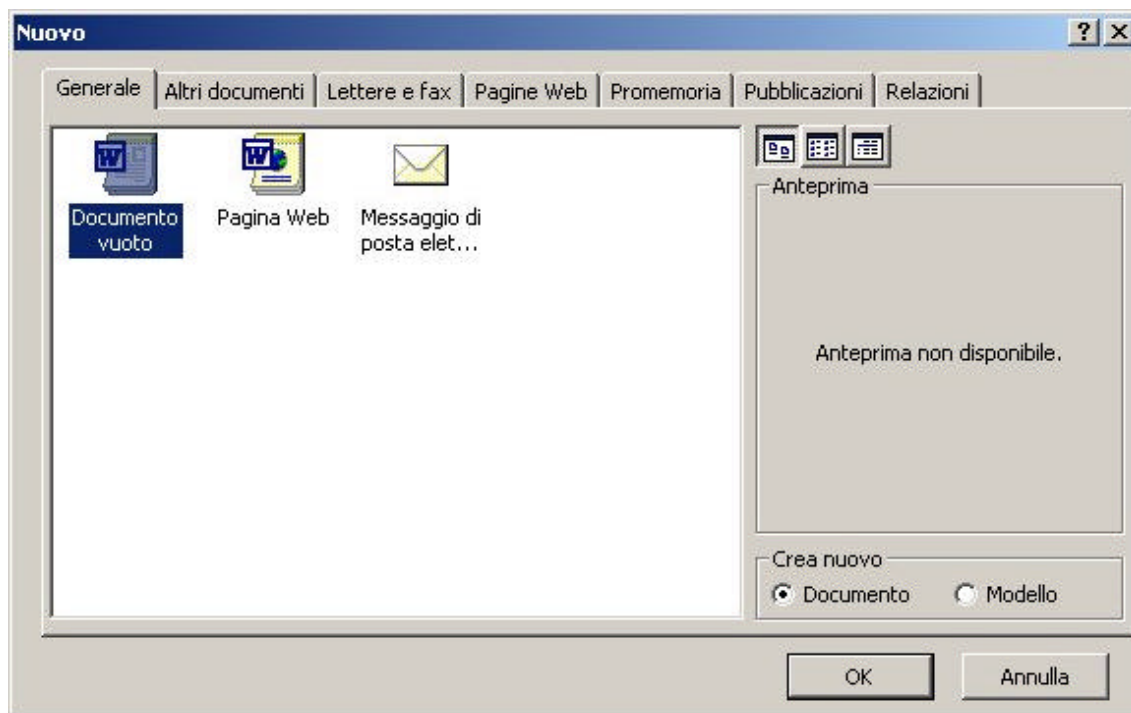 Nuovo
Generale
Altri documenti
Lettere e fax
Pagine Web
Promemoria
Pubblicazioni
Relazioni
Documento
vuoto
Pagina Web
Messaggio di
posta elet...
Anteprima
Anteprima non disponibile.
Crea nuovo
Documento
Modello
OK
Annulla